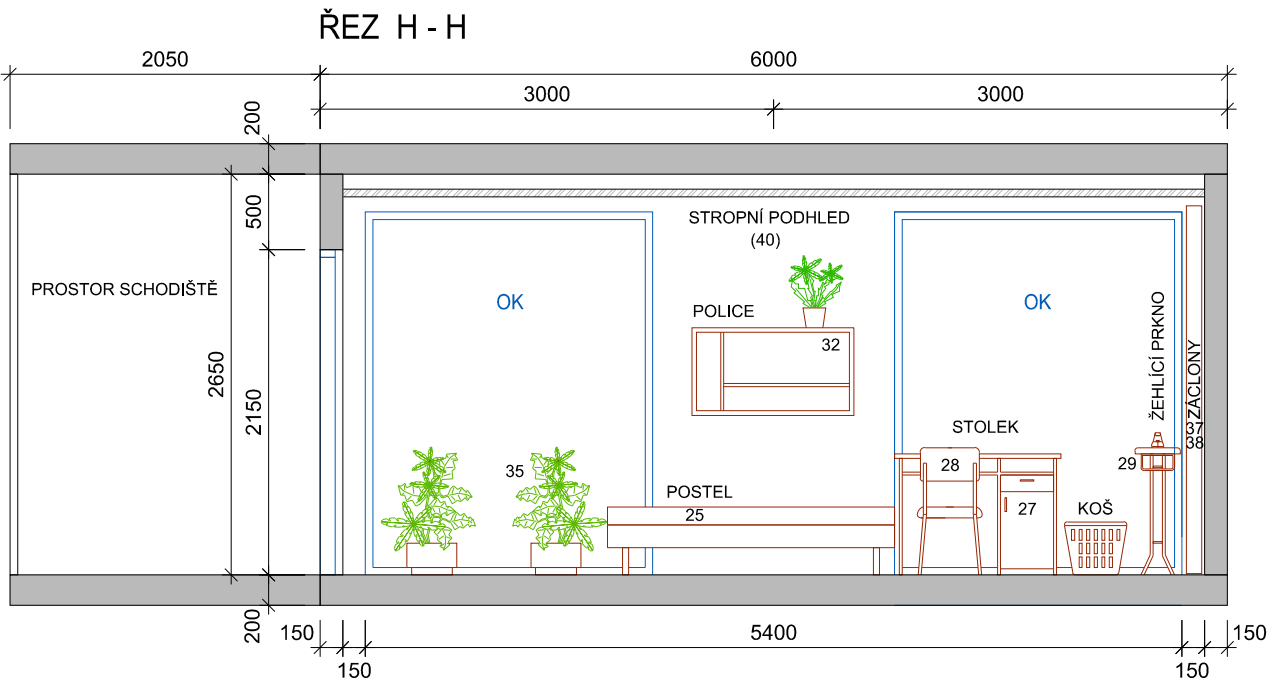 ŘEZ H - H
2050
6000
3000
3000
200
500
STROPNÍ PODHLED
(40)
PROSTOR SCHODIŠTĚ
OK
OK
POLICE
32
2650
2150
ŽEHLÍCÍ PRKNO
ZÁCLONY
37
38
STOLEK
35
28
29
POSTEL
25
27
KOŠ
200
150
5400
150
150
150